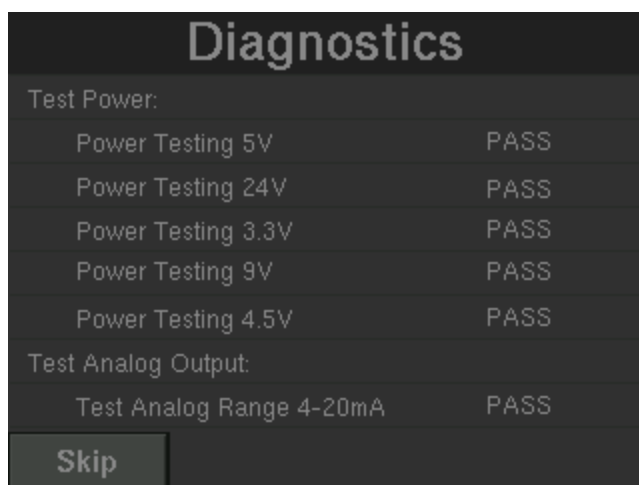 Diagnostics
Test Power:
Power Testing 5V PASS
Power Testing 24V PASS
Power Testing 3.3V PASS
Power Testing 9V PASS
Power Testing 4.5V PASS
Test Analog Output:
Test Analog Range 4-20mA PASS
Skip